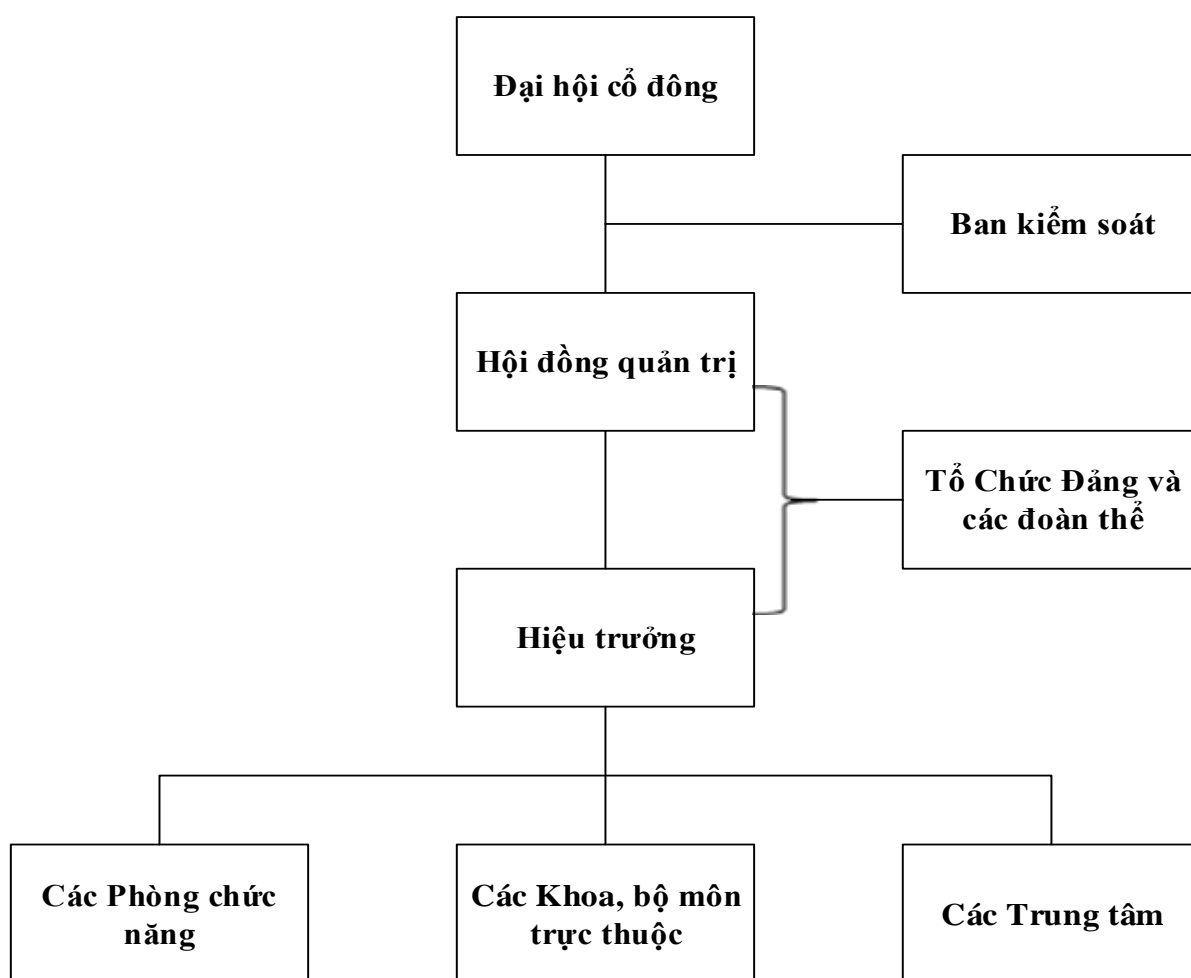 Đại hội cổ đông
Ban kiểm soát
Hội đồng quản trị
Tổ Chức Đảng và
các đoàn thể
Hiệu trưởng
Các Phòng chức
năng
Các Khoa, bộ môn
trực thuộc
Các Trung tâm